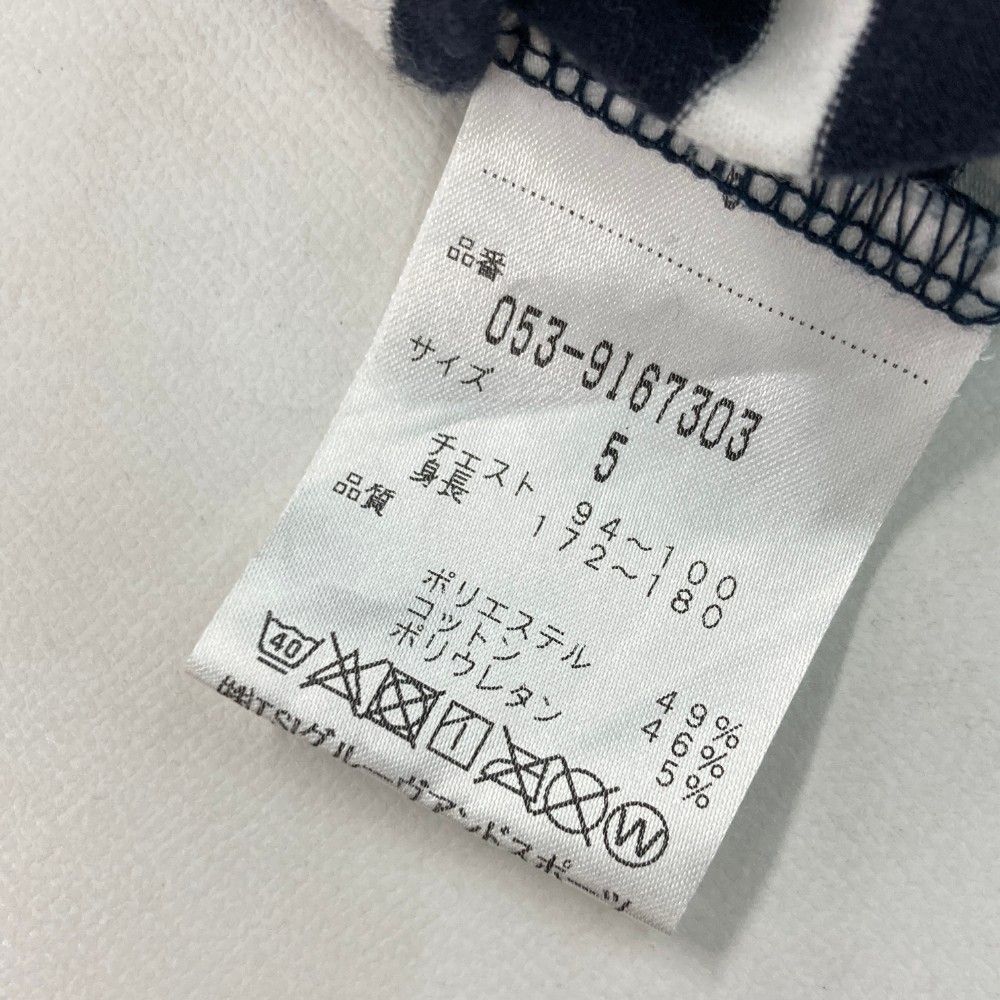 品番
053-9167303
サイズ
5
チェスト 94~100
身長 172~180
品質
ポリエステル 49%
コットン 46%
ポリウレタン 5%
40 1 W
TSIグルーヴアンドスポーツ